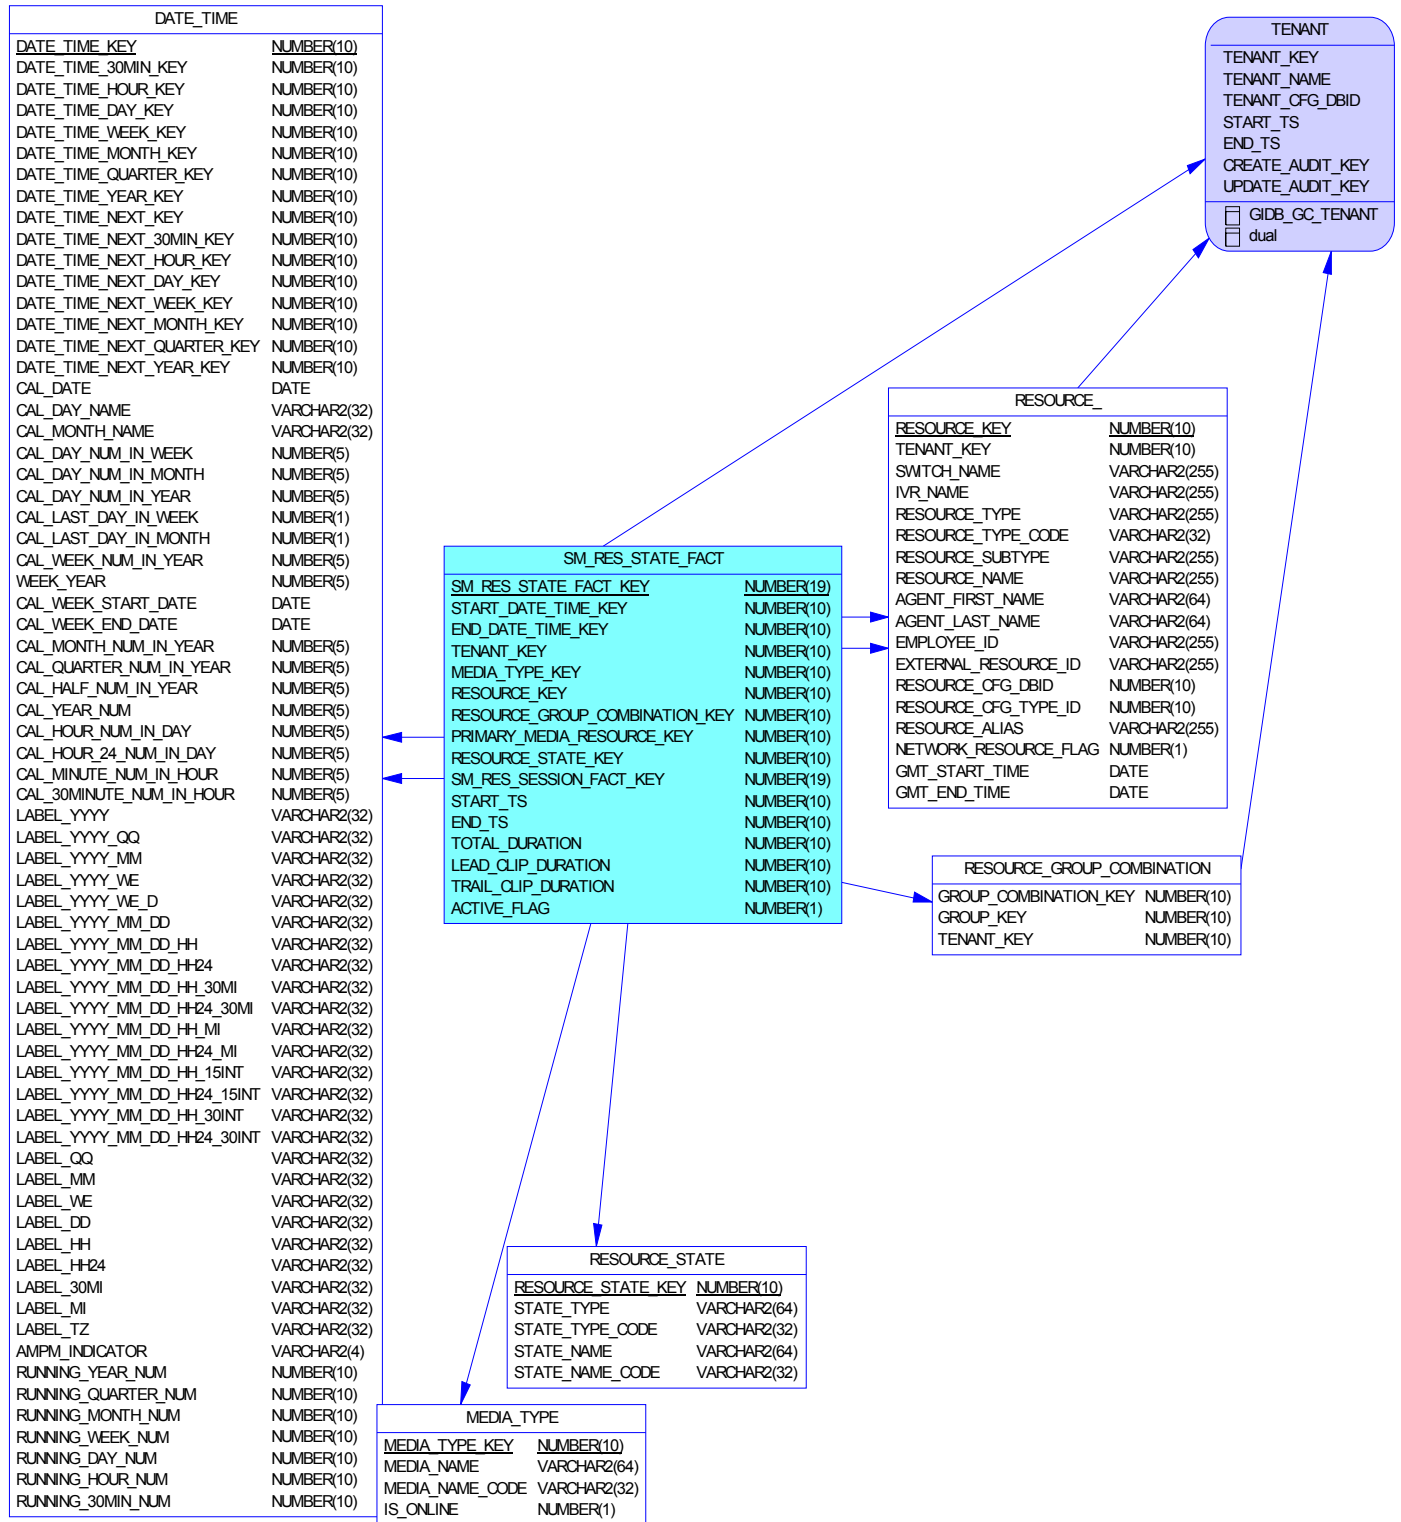 DATE_TIME
DATE_TIME_KEY NUMBER(10)
DATE_TIME_30MIN_KEY NUMBER(10)
DATE_TIME_HOUR_KEY NUMBER(10)
DATE_TIME_DAY_KEY NUMBER(10)
DATE_TIME_WEEK_KEY NUMBER(10)
DATE_TIME_MONTH_KEY NUMBER(10)
DATE_TIME_QUARTER_KEY NUMBER(10)
DATE_TIME_YEAR_KEY NUMBER(10)
DATE_TIME_NEXT_KEY NUMBER(10)
DATE_TIME_NEXT_30MIN_KEY NUMBER(10)
DATE_TIME_NEXT_HOUR_KEY NUMBER(10)
DATE_TIME_NEXT_DAY_KEY NUMBER(10)
DATE_TIME_NEXT_WEEK_KEY NUMBER(10)
DATE_TIME_NEXT_MONTH_KEY NUMBER(10)
DATE_TIME_NEXT_QUARTER_KEY NUMBER(10)
DATE_TIME_NEXT_YEAR_KEY NUMBER(10)
CAL_DATE DATE
CAL_DAY_NAME VARCHAR2(32)
CAL_MONTH_NAME VARCHAR2(32)
CAL_DAY_NUM_IN_WEEK NUMBER(5)
CAL_DAY_NUM_IN_MONTH NUMBER(5)
CAL_DAY_NUM_IN_YEAR NUMBER(5)
CAL_LAST_DAY_IN_WEEK NUMBER(1)
CAL_LAST_DAY_IN_MONTH NUMBER(1)
CAL_WEEK_NUM_IN_YEAR NUMBER(5)
WEEK_YEAR NUMBER(5)
CAL_WEEK_START_DATE DATE
CAL_WEEK_END_DATE DATE
CAL_MONTH_NUM_IN_YEAR NUMBER(5)
CAL_QUARTER_NUM_IN_YEAR NUMBER(5)
CAL_HALF_NUM_IN_YEAR NUMBER(5)
CAL_YEAR_NUM NUMBER(5)
CAL_HOUR_NUM_IN_DAY NUMBER(5)
CAL_HOUR_24_NUM_IN_DAY NUMBER(5)
CAL_MINUTE_NUM_IN_HOUR NUMBER(5)
CAL_30MINUTE_NUM_IN_HOUR NUMBER(5)
LABEL_YYYY VARCHAR2(32)
LABEL_YYYY_QQ VARCHAR2(32)
LABEL_YYYY_MM VARCHAR2(32)
LABEL_YYYY_WE VARCHAR2(32)
LABEL_YYYY_WE_D VARCHAR2(32)
LABEL_YYYY_MM_DD VARCHAR2(32)
LABEL_YYYY_MM_DD_HH VARCHAR2(32)
LABEL_YYYY_MM_DD_HH24 VARCHAR2(32)
LABEL_YYYY_MM_DD_HH_30MI VARCHAR2(32)
LABEL_YYYY_MM_DD_HH24_30MI VARCHAR2(32)
LABEL_YYYY_MM_DD_HH_MI VARCHAR2(32)
LABEL_YYYY_MM_DD_HH24_MI VARCHAR2(32)
LABEL_YYYY_MM_DD_HH_15INT VARCHAR2(32)
LABEL_YYYY_MM_DD_HH24_15INT VARCHAR2(32)
LABEL_YYYY_MM_DD_HH_30INT VARCHAR2(32)
LABEL_YYYY_MM_DD_HH24_30INT VARCHAR2(32)
LABEL_QQ VARCHAR2(32)
LABEL_MM VARCHAR2(32)
LABEL_WE VARCHAR2(32)
LABEL_DD VARCHAR2(32)
LABEL_HH VARCHAR2(32)
LABEL_HH24 VARCHAR2(32)
LABEL_30MI VARCHAR2(32)
LABEL_MI VARCHAR2(32)
LABEL_TZ VARCHAR2(32)
AMPM_INDICATOR VARCHAR2(4)
RUNNING_YEAR_NUM NUMBER(10)
RUNNING_QUARTER_NUM NUMBER(10)
RUNNING_MONTH_NUM NUMBER(10)
RUNNING_WEEK_NUM NUMBER(10)
RUNNING_DAY_NUM NUMBER(10)
RUNNING_HOUR_NUM NUMBER(10)
RUNNING_30MIN_NUM NUMBER(10)
TENANT
TENANT_KEY
TENANT_NAME
TENANT_CFG_DBID
START_TS
END_TS
CREATE_AUDIT_KEY
UPDATE_AUDIT_KEY
GIDB_GC_TENANT
dual
RESOURCE_
RESOURCE_KEY NUMBER(10)
TENANT_KEY NUMBER(10)
SWITCH_NAME VARCHAR2(255)
IVR_NAME VARCHAR2(255)
RESOURCE_TYPE VARCHAR2(255)
RESOURCE_TYPE_CODE VARCHAR2(32)
RESOURCE_SUBTYPE VARCHAR2(255)
RESOURCE_NAME VARCHAR2(255)
AGENT_FIRST_NAME VARCHAR2(64)
AGENT_LAST_NAME VARCHAR2(64)
EMPLOYEE_ID VARCHAR2(255)
EXTERNAL_RESOURCE_ID VARCHAR2(255)
RESOURCE_CFG_DBID NUMBER(10)
RESOURCE_CFG_TYPE_ID NUMBER(10)
RESOURCE_ALIAS VARCHAR2(255)
NETWORK_RESOURCE_FLAG NUMBER(1)
GMT_START_TIME DATE
GMT_END_TIME DATE
SM_RES_STATE_FACT
SM_RES_STATE_FACT_KEY NUMBER(19)
START_DATE_TIME_KEY NUMBER(10)
END_DATE_TIME_KEY NUMBER(10)
TENANT_KEY NUMBER(10)
MEDIA_TYPE_KEY NUMBER(10)
RESOURCE_KEY NUMBER(10)
RESOURCE_GROUP_COMBINATION_KEY NUMBER(10)
PRIMARY_MEDIA_RESOURCE_KEY NUMBER(10)
RESOURCE_STATE_KEY NUMBER(10)
SM_RES_SESSION_FACT_KEY NUMBER(19)
START_TS NUMBER(10)
END_TS NUMBER(10)
TOTAL_DURATION NUMBER(10)
LEAD_CLIP_DURATION NUMBER(10)
TRAIL_CLIP_DURATION NUMBER(10)
ACTIVE_FLAG NUMBER(1)
RESOURCE_GROUP_COMBINATION
GROUP_COMBINATION_KEY NUMBER(10)
GROUP_KEY NUMBER(10)
TENANT_KEY NUMBER(10)
RESOURCE_STATE
RESOURCE_STATE_KEY NUMBER(10)
STATE_TYPE VARCHAR2(64)
STATE_TYPE_CODE VARCHAR2(32)
STATE_NAME VARCHAR2(64)
STATE_NAME_CODE VARCHAR2(32)
MEDIA_TYPE
MEDIA_TYPE_KEY NUMBER(10)
MEDIA_NAME VARCHAR2(64)
MEDIA_NAME_CODE VARCHAR2(32)
IS_ONLINE NUMBER(1)